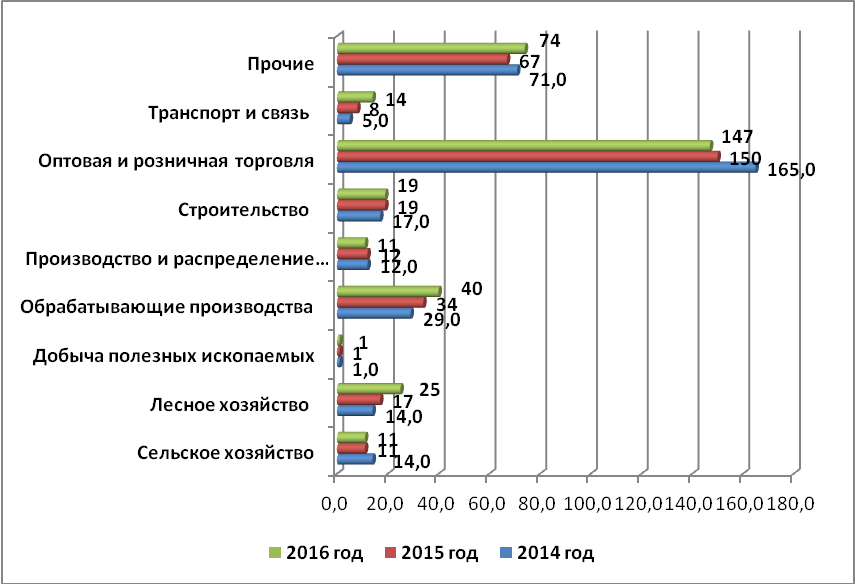 Прочие
74
67
71,0
Транспорт и связь
14
8
5,0
Оптовая и розничная торговля
147
150
165,0
Строительство
19
19
17,0
Производство и распределение...
11
12
12,0
Обрабатывающие производства
40
34
29,0
Добыча полезных ископаемых
1
1
1,0
Лесное хозяйство
25
17
14,0
Сельское хозяйство
11
11
14,0
0,0 20,0 40,0 60,0 80,0 100,0 120,0 140,0 160,0 180,0
2016 год 2015 год 2014 год